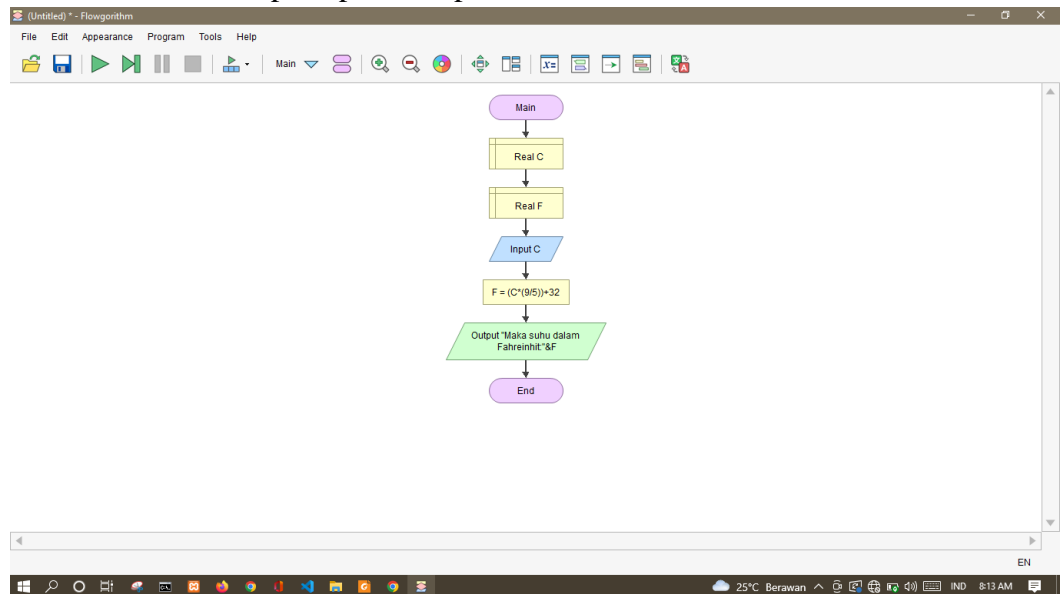 (Untitled) * - Flowgorithm
File Edit Appearance Program Tools Help
Main
x=
Main
Real C
Real F
Input C
F = (C*(9/5))+32
Output "Maka suhu dalam
Fahreinhit:"&F
End
EN
25°C Berawan IND 8:13 AM